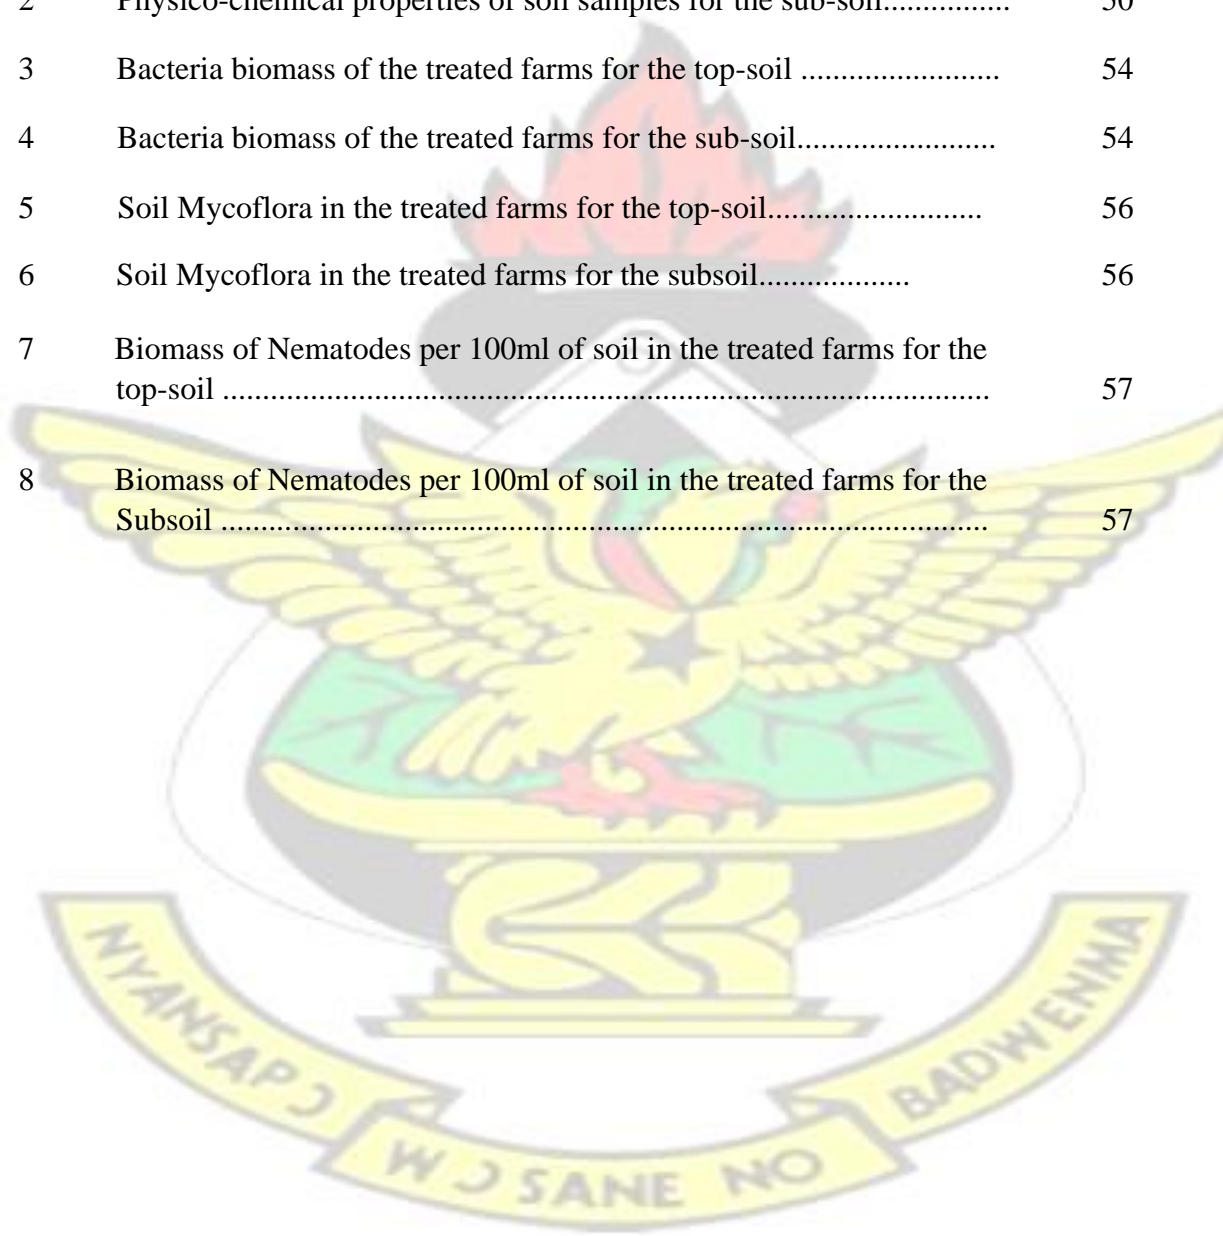 2 Physico-chemical properties of soil samples for the sub-soil................ 50
3 Bacteria biomass of the treated farms for the top-soil ......................... 54
4 Bacteria biomass of the treated farms for the sub-soil......................... 54
5 Soil Mycoflora in the treated farms for the top-soil........................... 56
6 Soil Mycoflora in the treated farms for the subsoil................... 56
7 Biomass of Nematodes per 100ml of soil in the treated farms for the
top-soil ............................................................................................... 57
8 Biomass of Nematodes per 100ml of soil in the treated farms for the
Subsoil ............................................................................................... 57
NYANSAPƆ WƆSANE NO BADWENMA